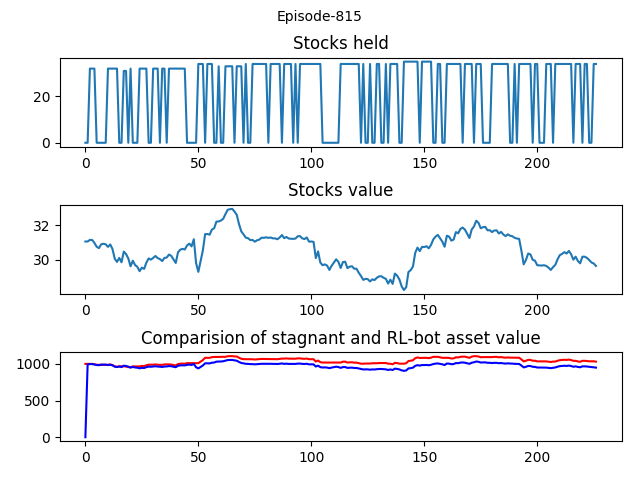 Episode-815
Stocks held
20
0
0 50 100 150 200
Stocks value
32
30
0 50 100 150 200
Comparision of stagnant and RL-bot asset value
1000
500
0
0 50 100 150 200